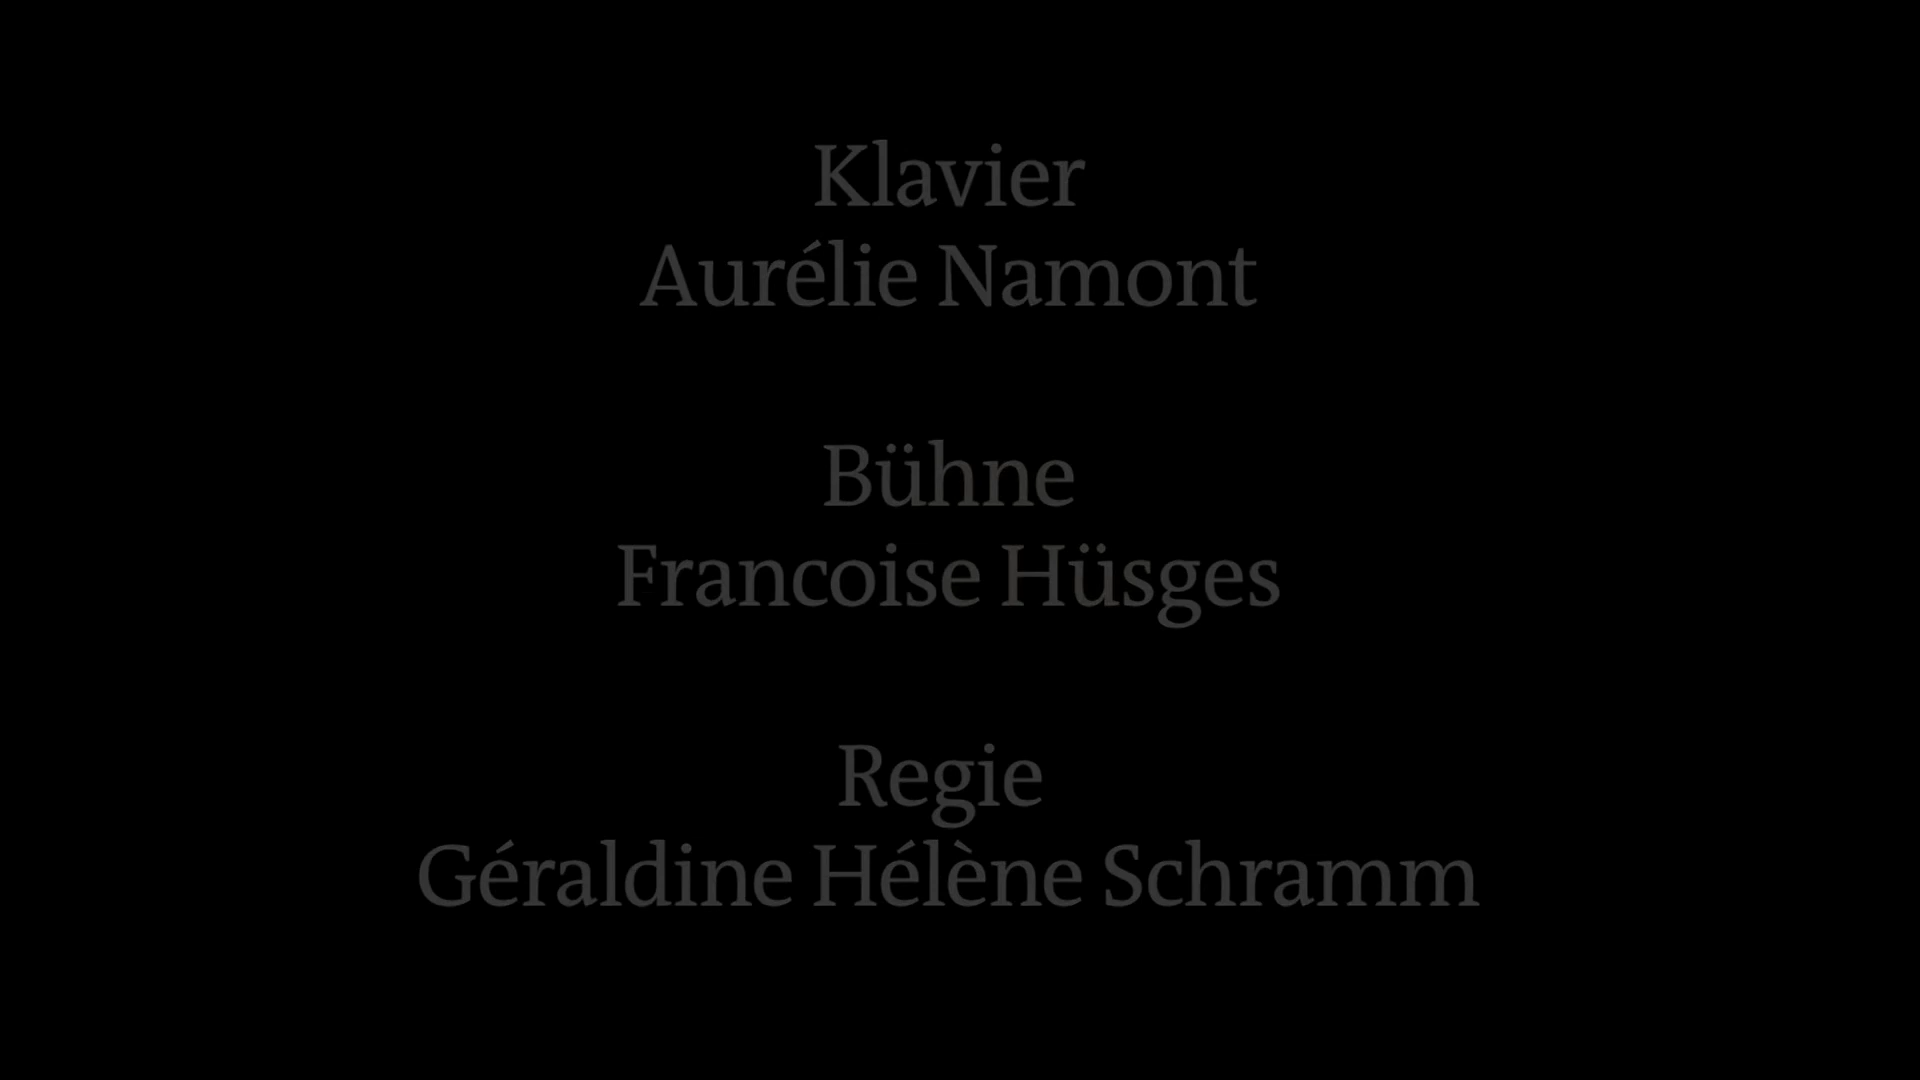 Klavier
Aurélie Namont
Bühne
Francoise Hüsges
Regie
Géraldine Hélène Schramm